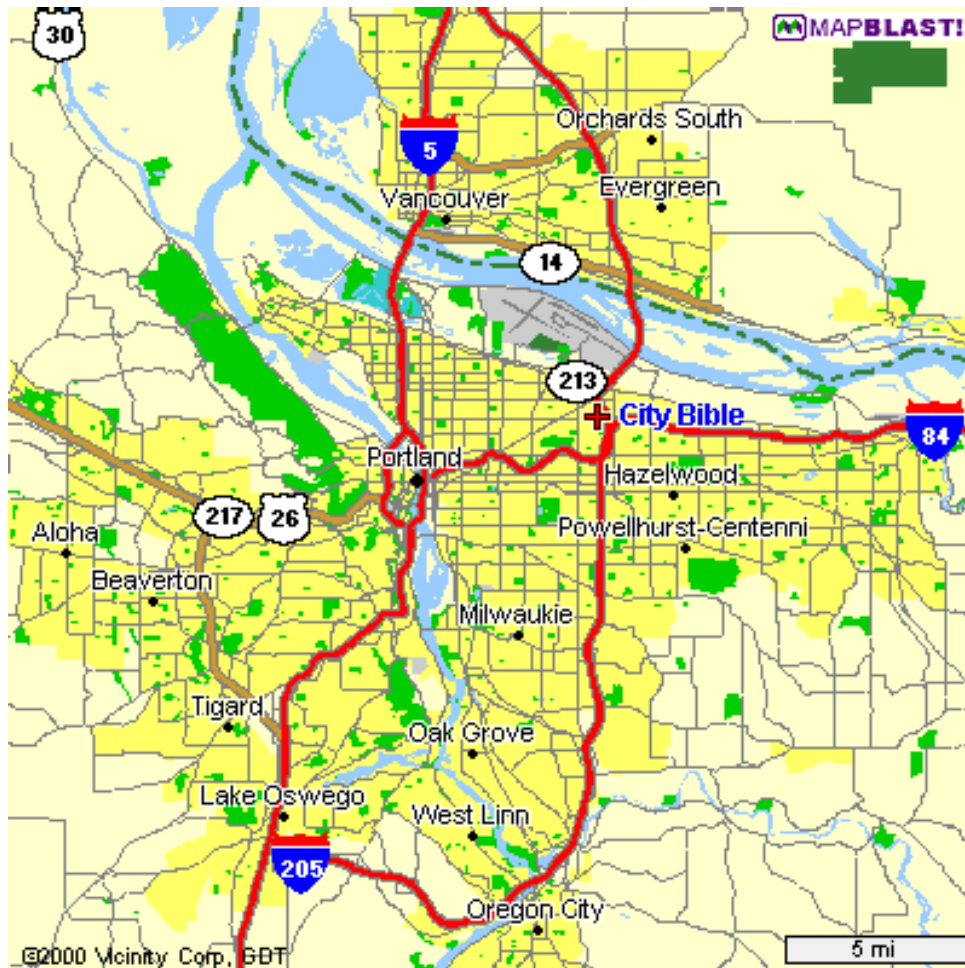 30
MAPBLAST!
Orchards South
5
Evergreen
Vancouver
14
213
City Bible
84
Portland
Hazelwood
217
26
Aloha
Powellhurst-Centenni
Beaverton
Milwaukie
Tigard
Oak Grove
Lake Oswego
West Linn
205
Oregon City
©2000 Vicinity Corp, GDT
5 mi